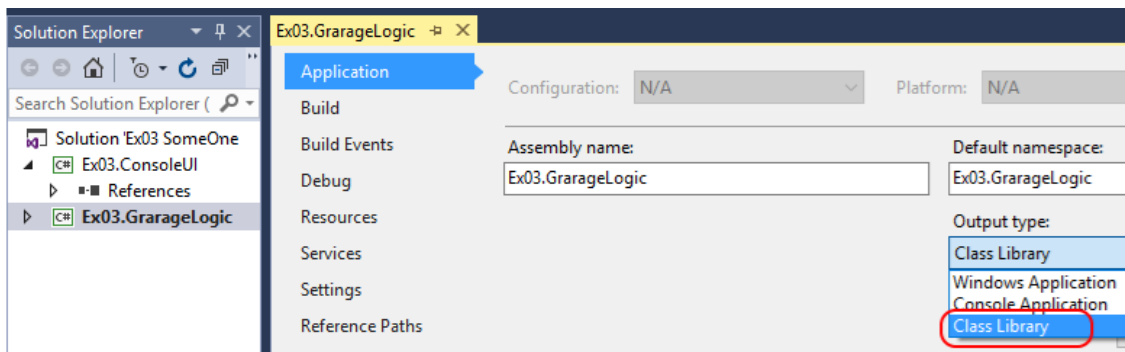 Solution Explorer
Search Solution Explorer (
Solution 'Ex03 SomeOne
C# Ex03.ConsoleUI
References
C# Ex03.GrarageLogic
Ex03.GrarageLogic
Application
Build
Build Events
Debug
Resources
Services
Settings
Reference Paths
Configuration: N/A Platform: N/A
Assembly name: Default namespace:
Ex03.GrarageLogic Ex03.GrarageLogic
Output type:
Class Library
Windows Application
Console Application
Class Library